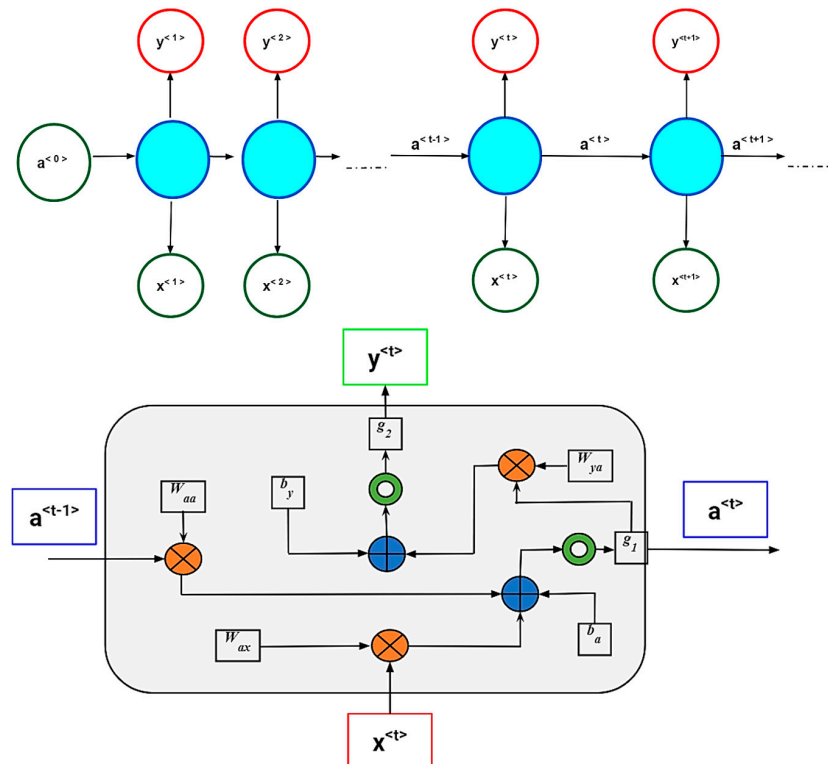 y<1> y<2> y<t> y<t+1>
a<0> a<t-1> a<t> a<t+1>
x<1> x<2> x<t> x<t+1>
y<t>
g2
Waa by Wya
a<t-1> a<t>
g1
Wax ba
x<t>